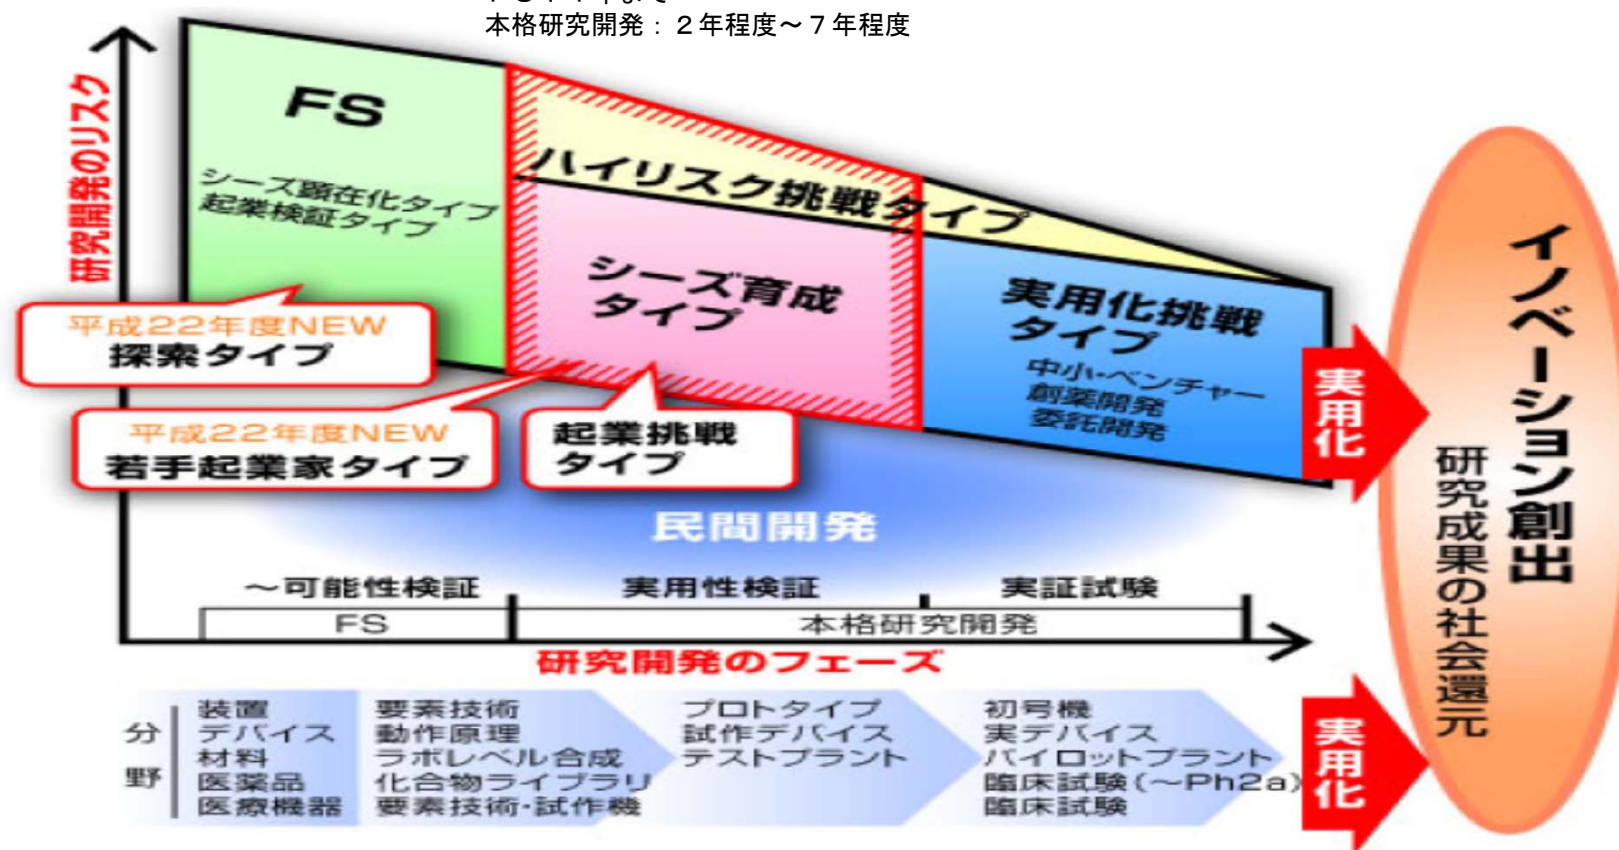 本格研究開発：２年程度～７年程度
研究開発のリスク
FS
シーズ顕在化タイプ
起業検証タイプ
ハイリスク挑戦タイプ
シーズ育成
タイプ
実用化挑戦
タイプ
中小・ベンチャー
創薬開発
委託開発
平成22年度NEW
探索タイプ
平成22年度NEW
若手起業家タイプ
起業挑戦
タイプ
民間開発
実用化
イノベーション創出
研究成果の社会還元
～可能性検証
実用性検証
実証試験
FS
本格研究開発
研究開発のフェーズ
分野
装置
デバイス
材料
医薬品
医療機器
要素技術
動作原理
ラボレベル合成
化合物ライブラリ
要素技術・試作機
プロトタイプ
試作デバイス
テストプラント
初号機
実デバイス
パイロットプラント
臨床試験(～Ph2a)
臨床試験
実用化